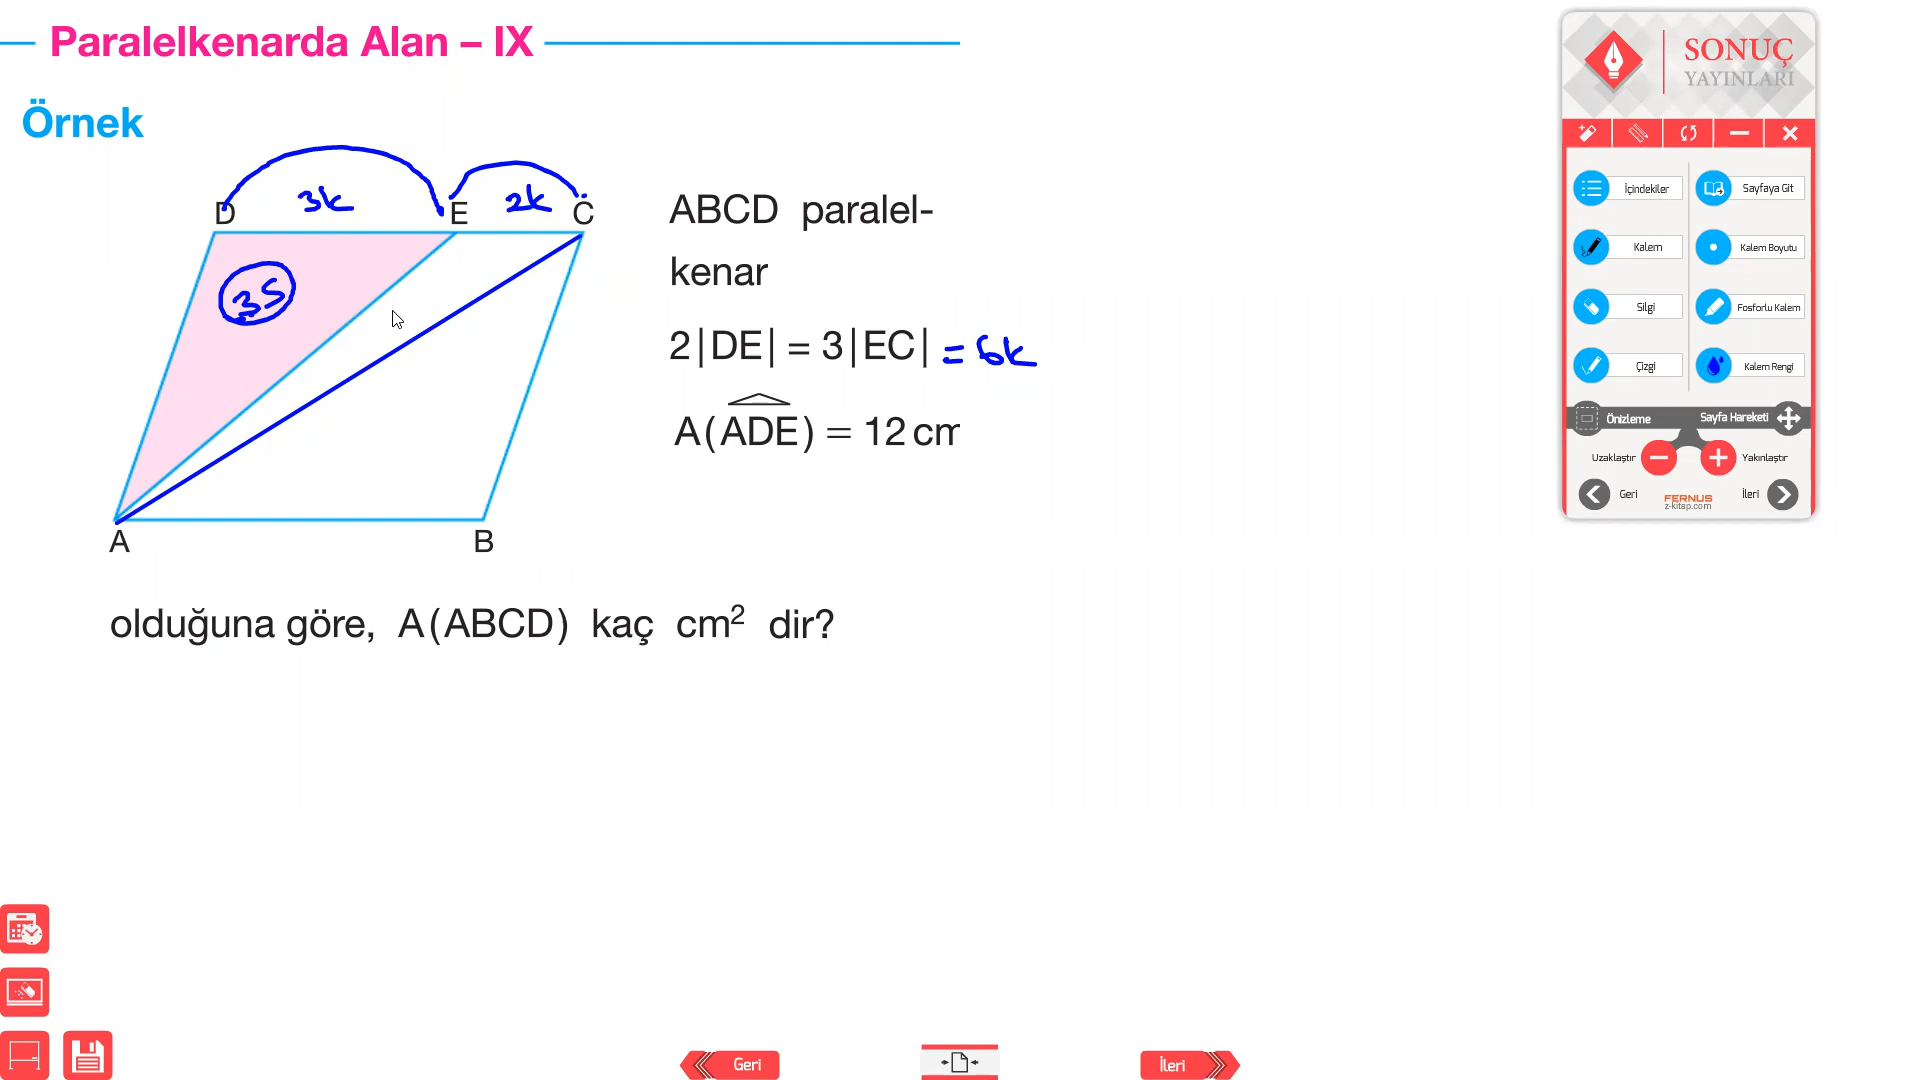 Paralelkenarda Alan – IX
Örnek
3k
2k
D
E
C
3S
A
B
ABCD paralel-
kenar
2|DE| = 3|EC| = 6k
A(ADE) = 12 cm
olduğuna göre, A(ABCD) kaç cm² dir?
SONUÇ
YAYINLARI
İçindekiler
Sayfaya Git
Kalem
Kalem Boyutu
Silgi
Fosforlu Kalem
Çizgi
Kalem Rengi
Önizleme
Sayfa Hareketi
Uzaklaştır
Yakınlaştır
Geri
FERNUS
z-kitap.com
İleri
Geri
İleri